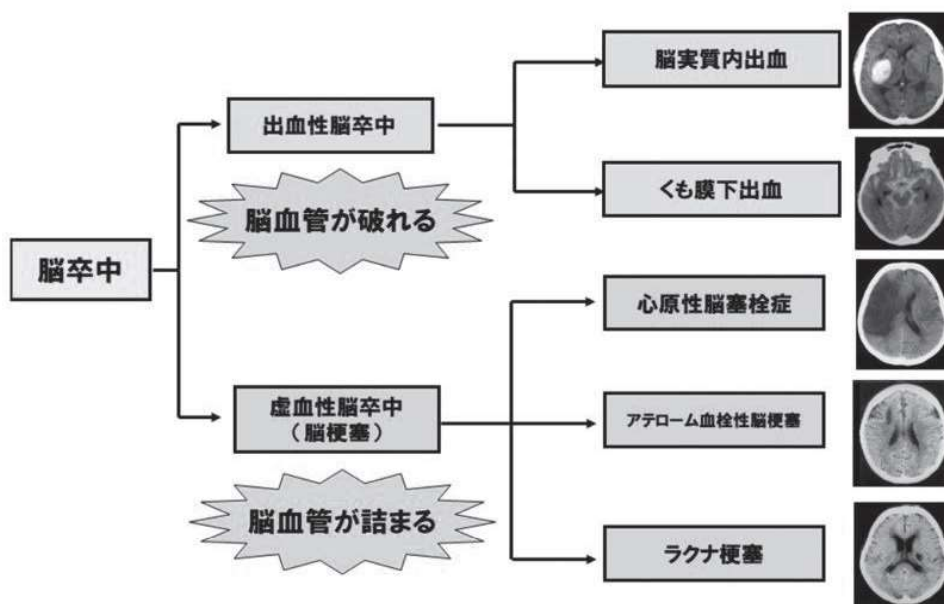 脳卒中
出血性脳卒中
脳血管が破れる
脳実質内出血
くも膜下出血
虚血性脳卒中
(脳梗塞)
脳血管が詰まる
心原性脳塞栓症
アテローム血栓性脳梗塞
ラクナ梗塞